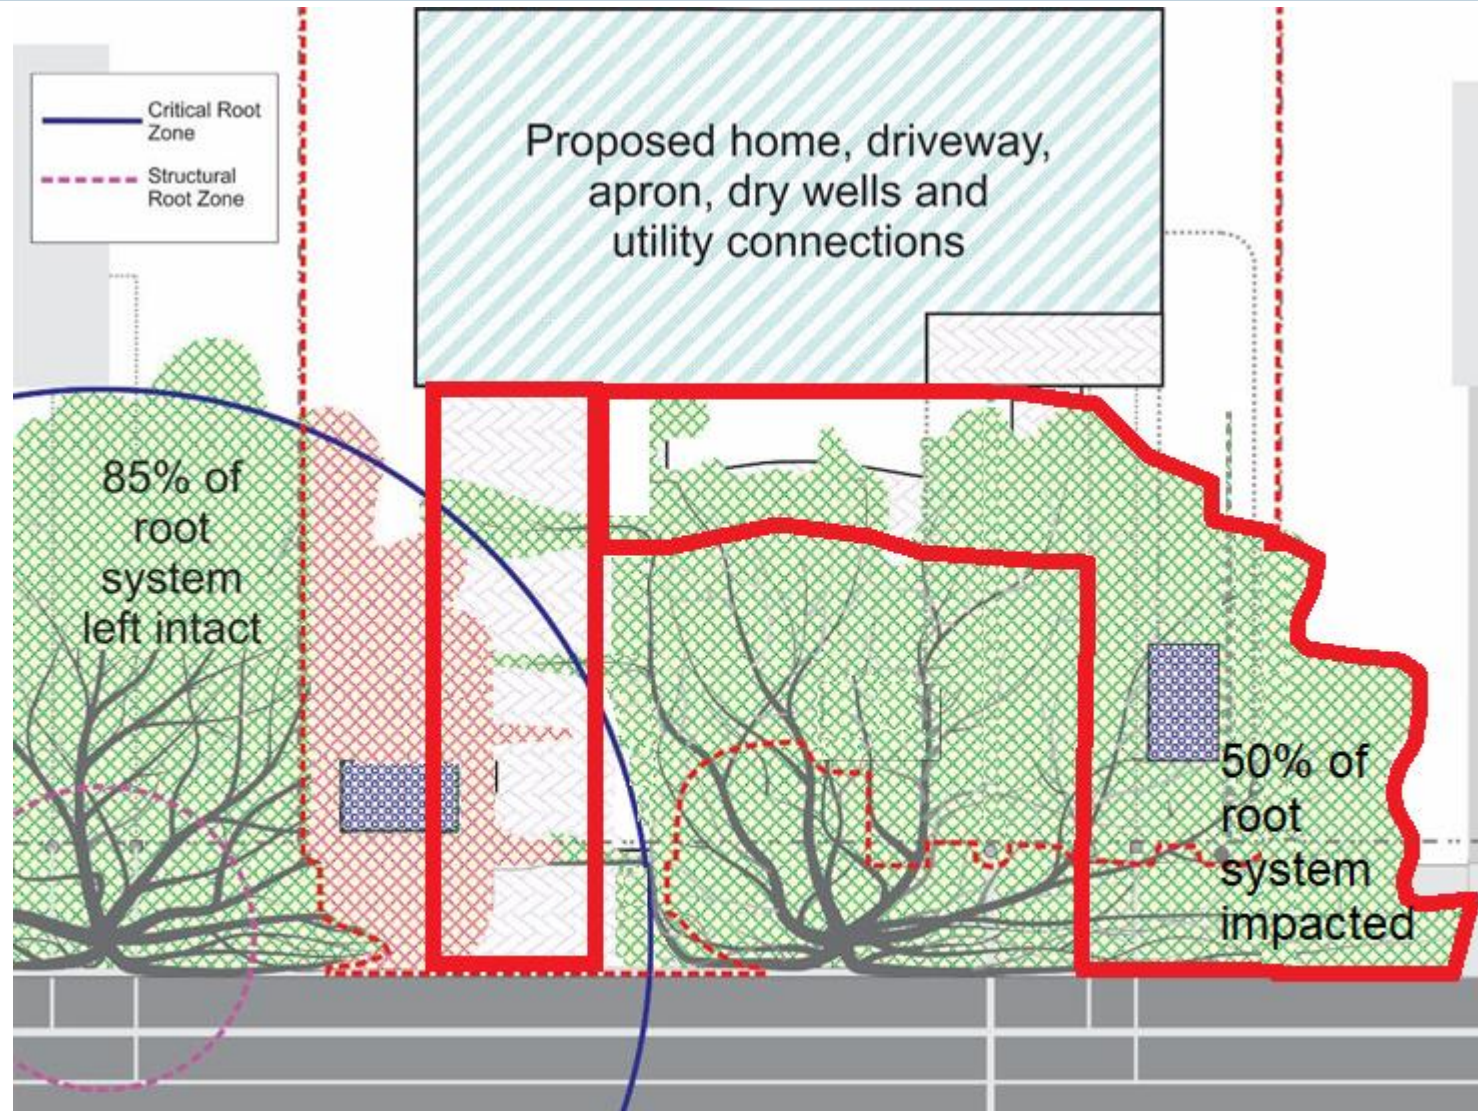 Critical Root
Zone
Structural
Root Zone
Proposed home, driveway,
apron, dry wells and
utility connections
85% of
root
system
left intact
50% of
root
system
impacted